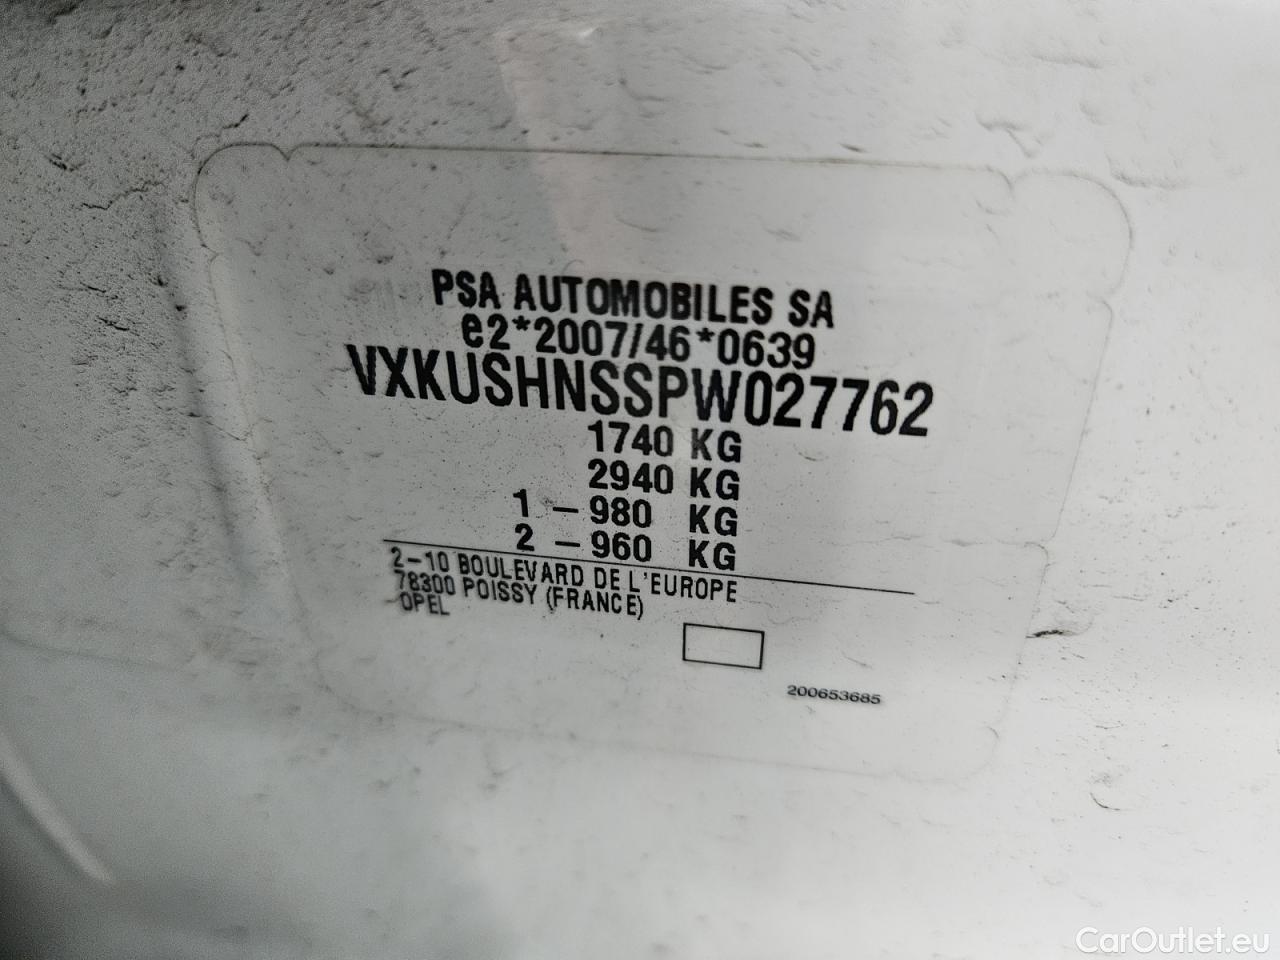 PSA AUTOMOBILES SA
e2*2007/46*0639
VXKUSHNSSPW027762
1740 KG
2940 KG
1 – 980 KG
2 – 960 KG
2–10 BOULEVARD DE L'EUROPE
78300 POISSY (FRANCE)
OPEL
200653685
CarOutlet.eu